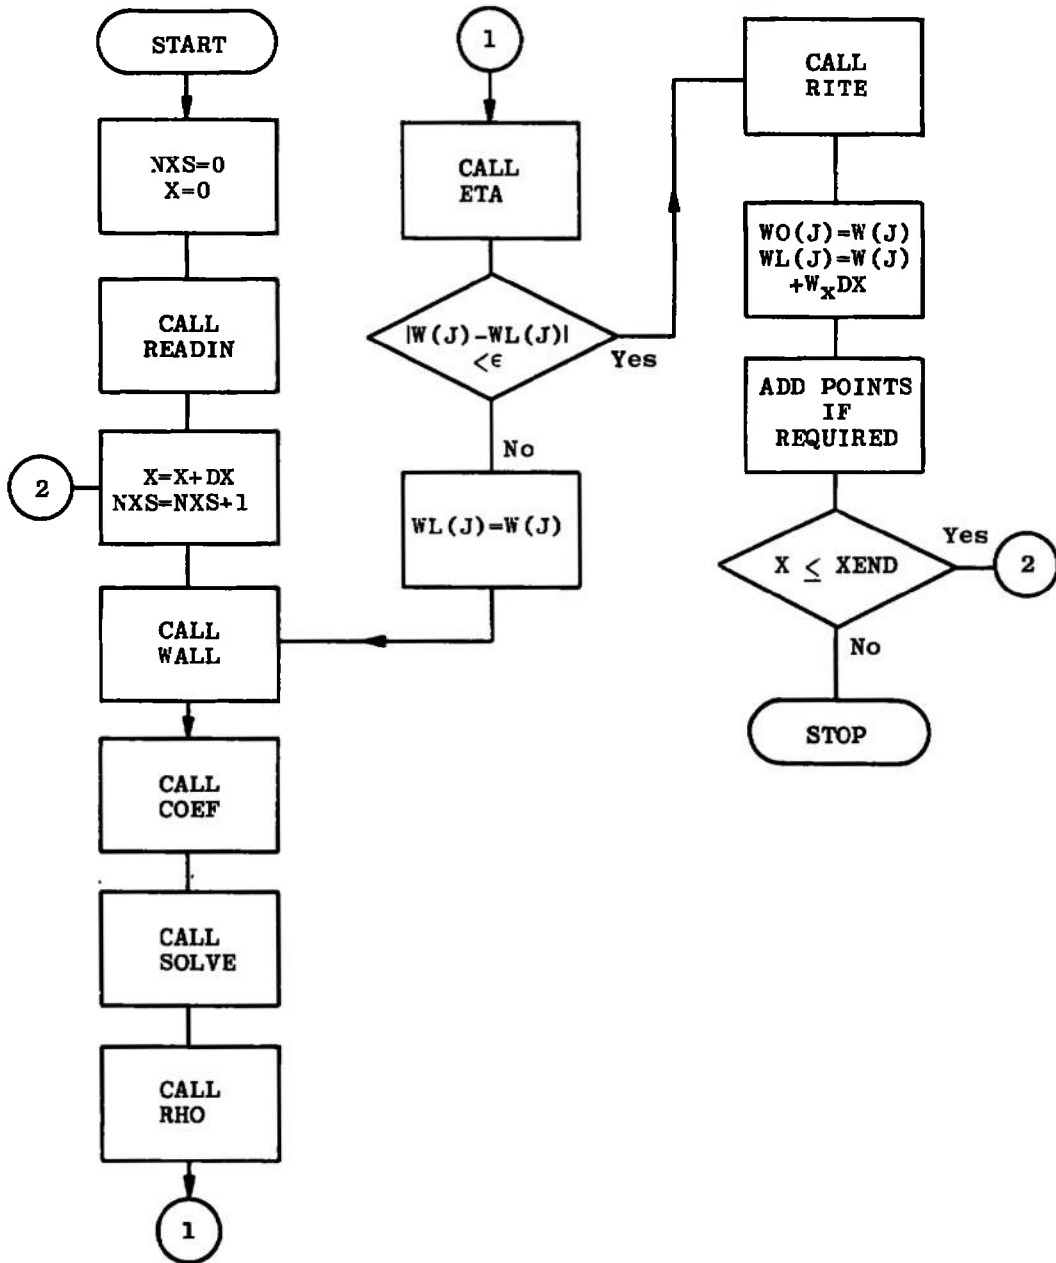 START
NXS=0
X=0
CALL
READIN
2
X=X+DX
NXS=NXS+1
CALL
WALL
CALL
COEF
CALL
SOLVE
CALL
RHO
1
1
CALL
ETA
|W(J)-WL(J)|
<ϵ
Yes
No
WL(J)=W(J)
CALL
RITE
WO(J)=W(J)
WL(J)=W(J)
+WxDX
ADD POINTS
IF
REQUIRED
X ≤ XEND
Yes
2
No
STOP